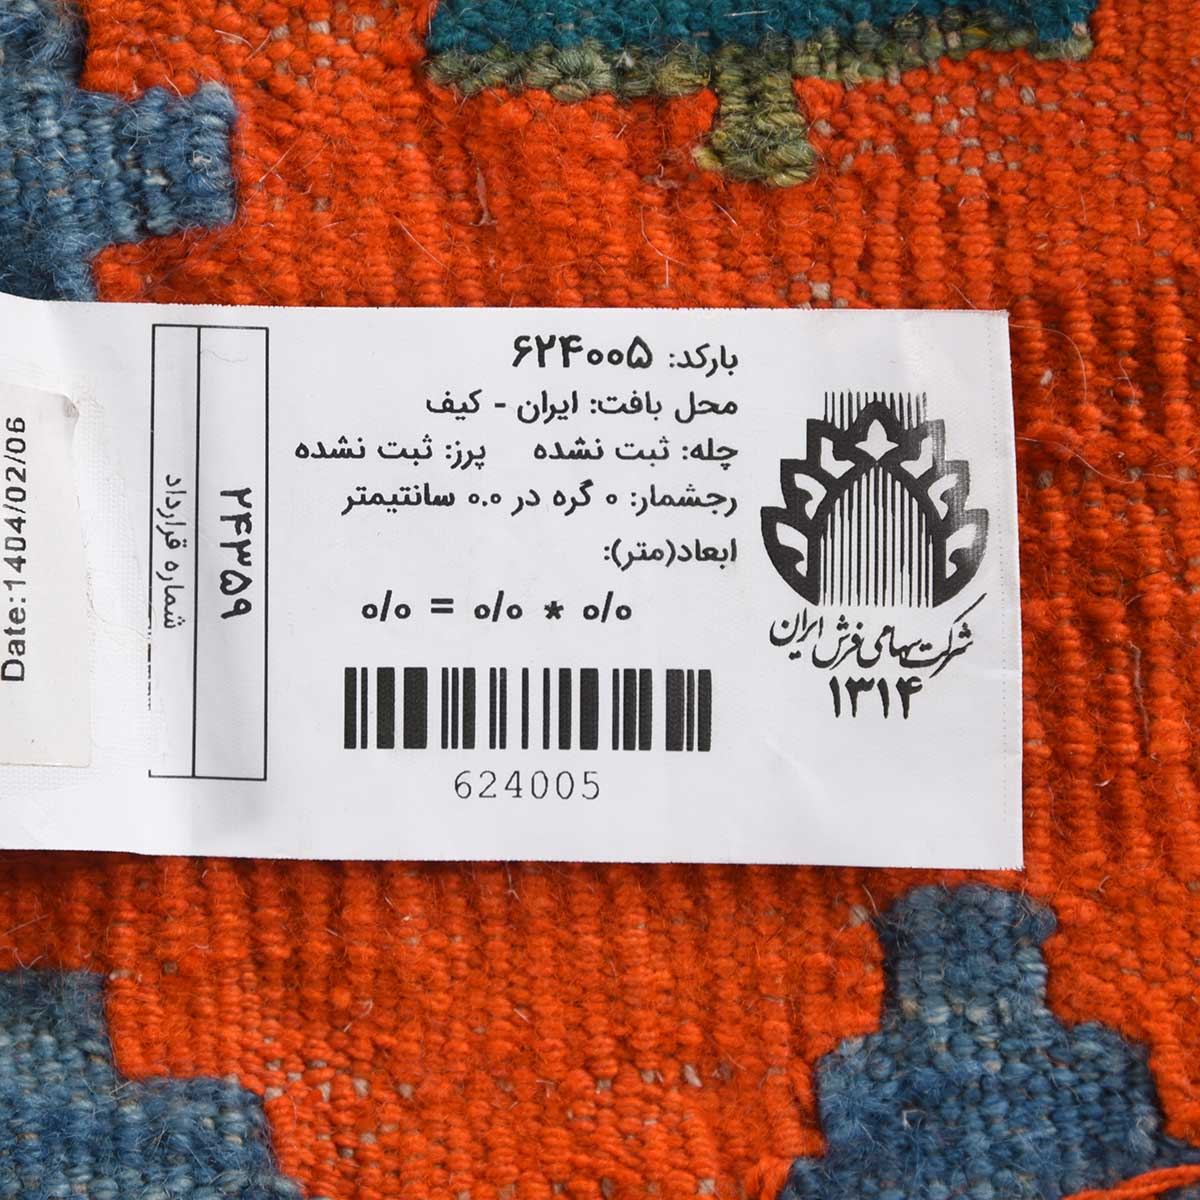 بارکد: ۶۲۴۰۰۵
محل بافت: ایران - کیف
چله: ثبت نشده پرز: ثبت نشده
رجشمار: ۰ گره در ۰.۰ سانتیمتر
ابعاد(متر):
۰/۰ * ۰/۰ = ۰/۰
624005
شرکت سهامی فرش ایران
۱۳۱۴
۲۴۳۵۹
شماره قرارداد
Date:1404/02/06